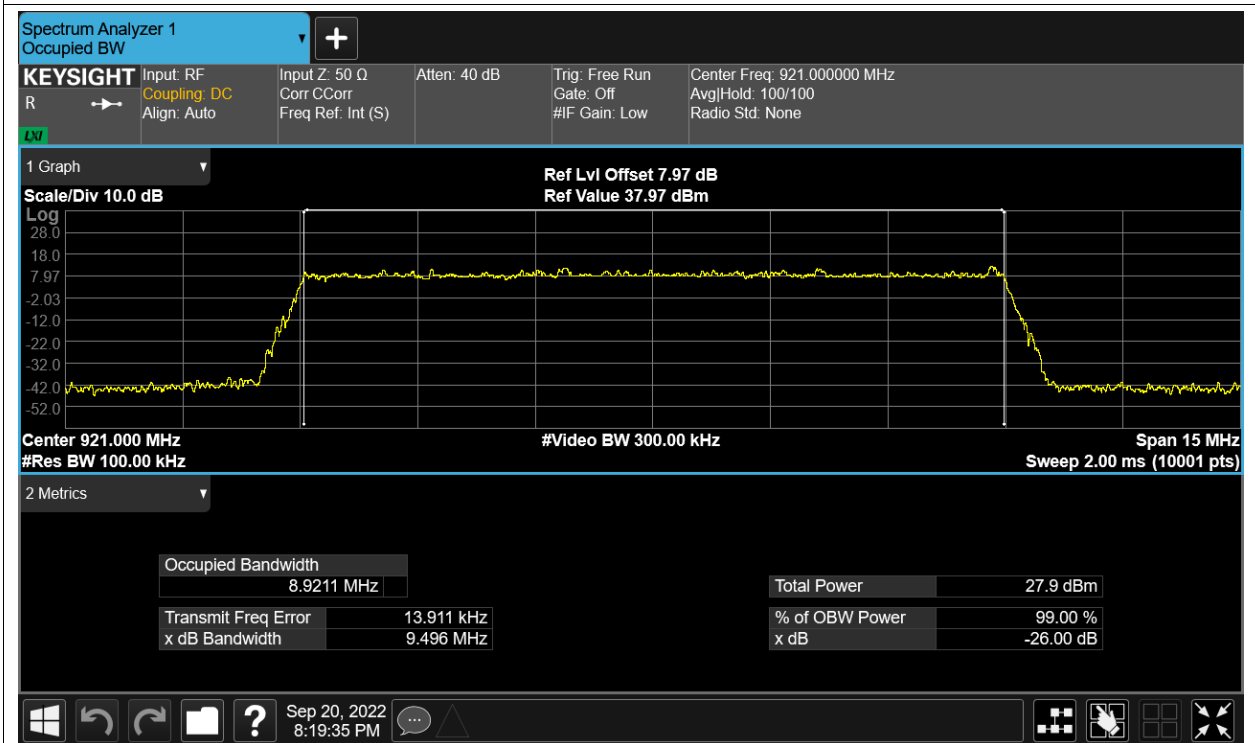 Spectrum Analyzer 1
Occupied BW
KEYSIGHT
R
LXI
Input: RF
Coupling: DC
Align: Auto
Input Z: 50 Ω
Corr CCorr
Freq Ref: Int (S)
Atten: 40 dB
Trig: Free Run
Gate: Off
#IF Gain: Low
Center Freq: 921.000000 MHz
Avg|Hold: 100/100
Radio Std: None
1 Graph
Scale/Div 10.0 dB
Ref Lvl Offset 7.97 dB
Ref Value 37.97 dBm
Log
28.0
18.0
7.97
-2.03
-12.0
-22.0
-32.0
-42.0
-52.0
Center 921.000 MHz
#Video BW 300.00 kHz
Span 15 MHz
#Res BW 100.00 kHz
Sweep 2.00 ms (10001 pts)
2 Metrics
Occupied Bandwidth
8.9211 MHz
Transmit Freq Error 13.911 kHz
x dB Bandwidth 9.496 MHz
Total Power 27.9 dBm
% of OBW Power 99.00 %
x dB -26.00 dB
?
Sep 20, 2022
8:19:35 PM